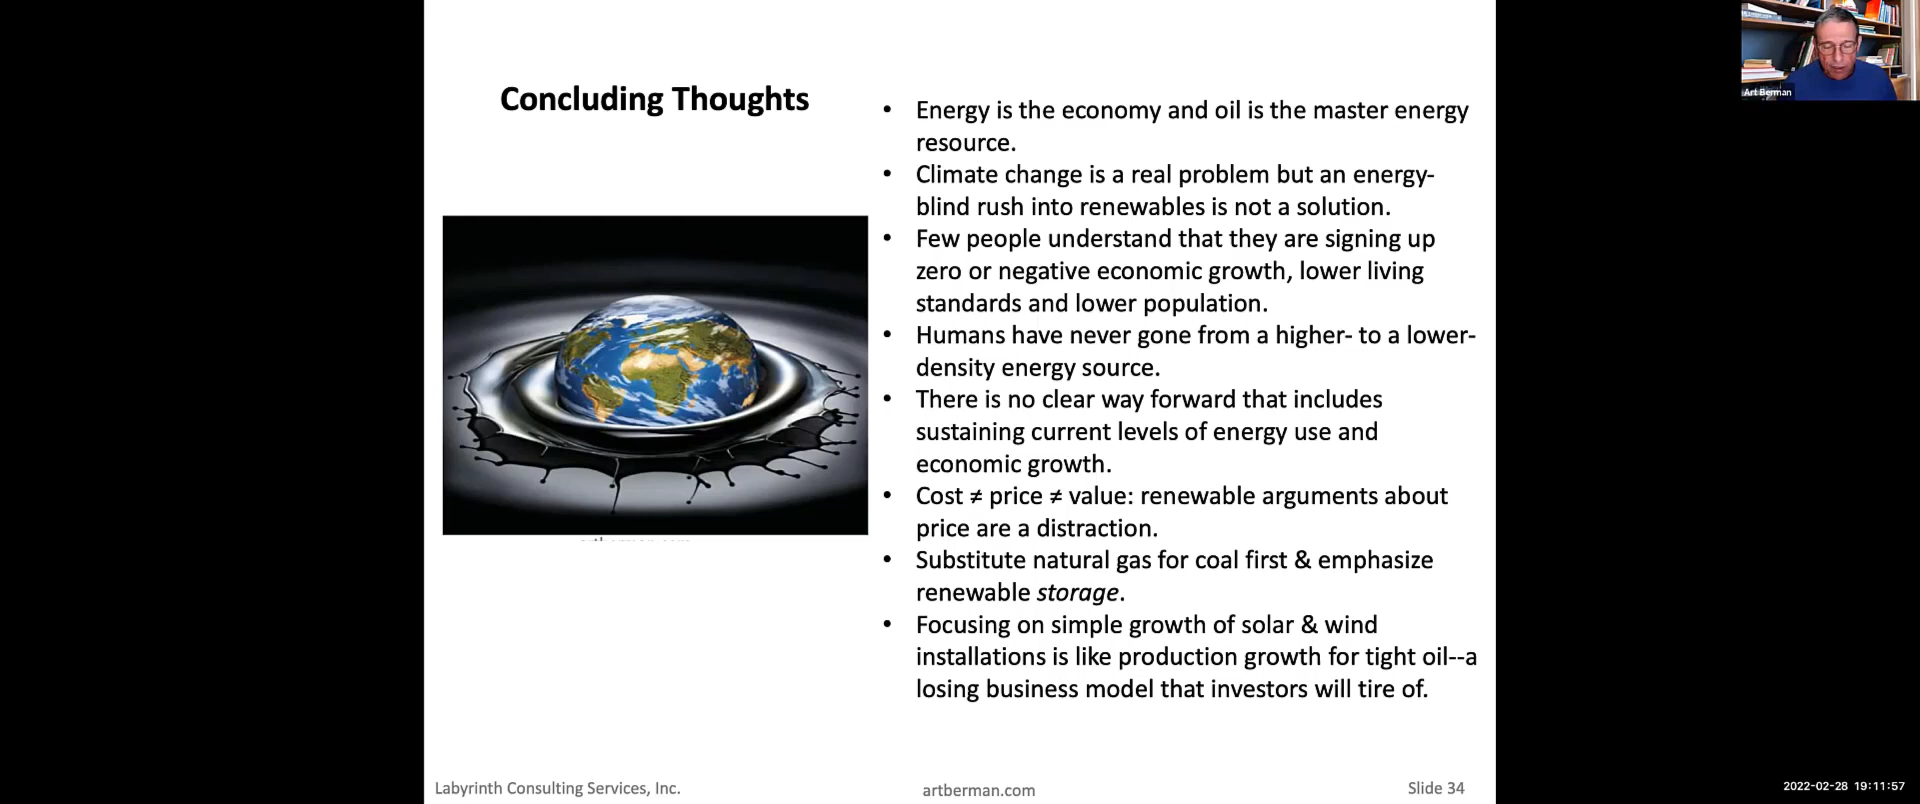 Concluding Thoughts
• Energy is the economy and oil is the master energy
resource.
• Climate change is a real problem but an energy-
blind rush into renewables is not a solution.
• Few people understand that they are signing up
zero or negative economic growth, lower living
standards and lower population.
• Humans have never gone from a higher- to a lower-
density energy source.
• There is no clear way forward that includes
sustaining current levels of energy use and
economic growth.
• Cost ≠ price ≠ value: renewable arguments about
price are a distraction.
• Substitute natural gas for coal first & emphasize
renewable storage.
• Focusing on simple growth of solar & wind
installations is like production growth for tight oil--a
losing business model that investors will tire of.
Labyrinth Consulting Services, Inc.
artberman.com
Slide 34
Art Berman
2022-02-28 19:11:57